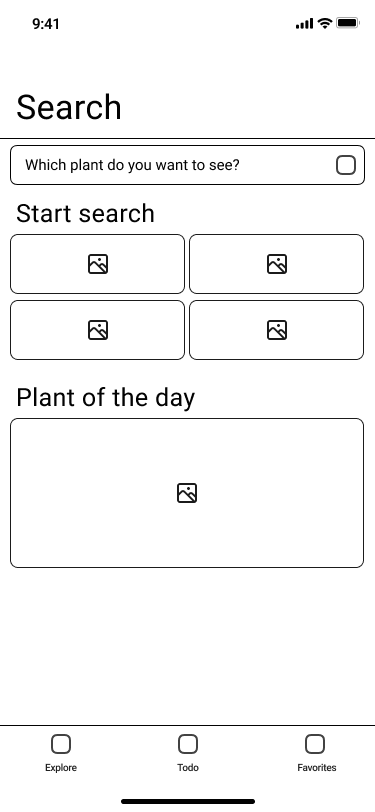 9:41
Search
Which plant do you want to see?
Start search
Plant of the day
Explore
Todo
Favorites